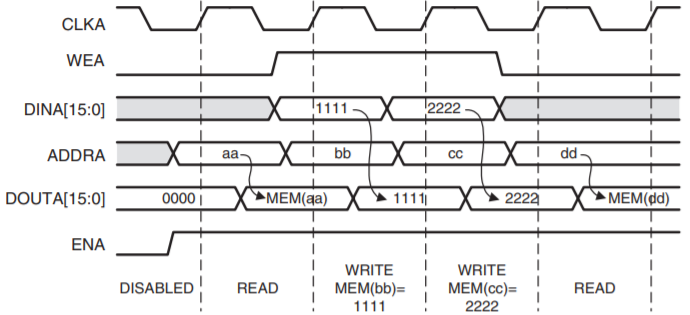 CLKA
WEA
DINA[15:0] 1111 2222
ADDRA aa bb cc dd
DOUTA[15:0] 0000 MEM(aa) 1111 2222 MEM(dd)
ENA
DISABLED READ WRITE MEM(bb)= 1111 WRITE MEM(cc)= 2222 READ